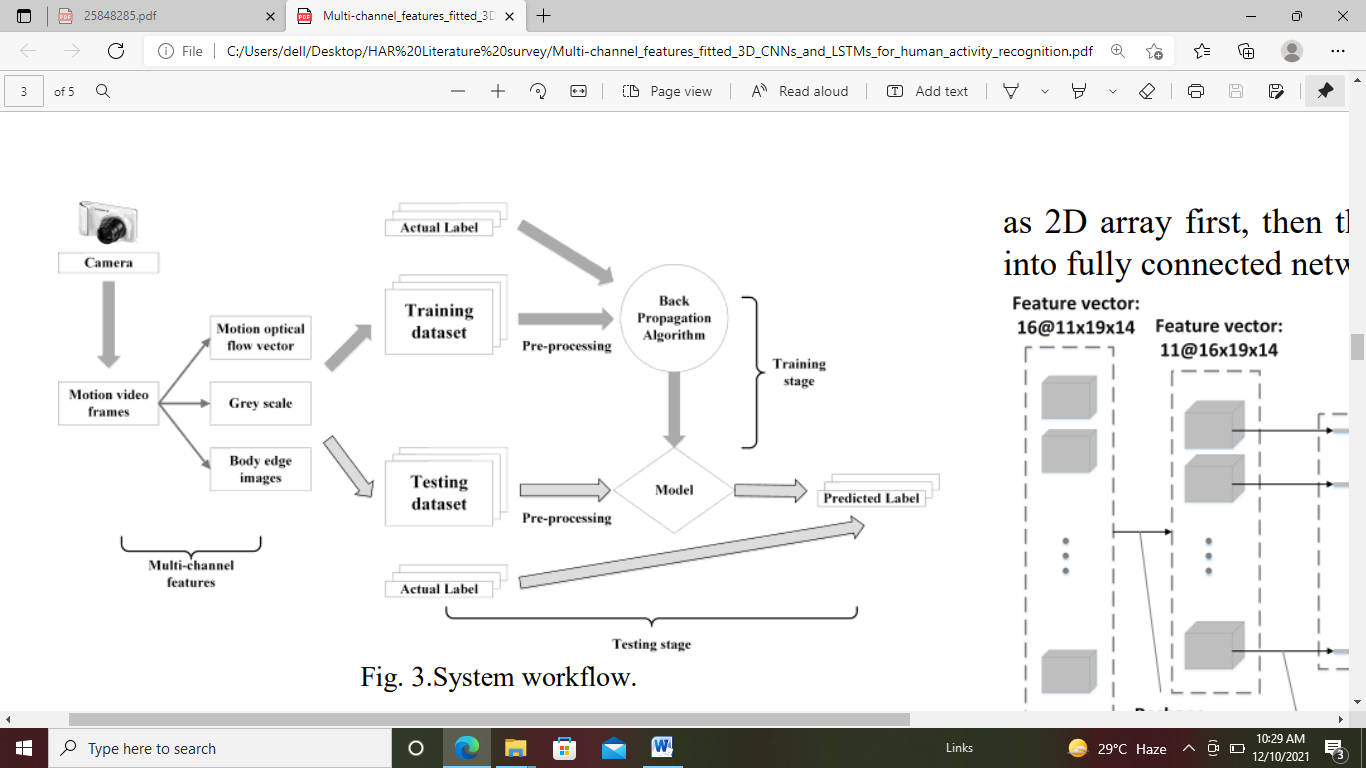 25848285.pdf
Multi-channel_features_fitted_3D
File
C:/Users/dell/Desktop/HAR%20Literature%20survey/Multi-channel_features_fitted_3D_CNNs_and_LSTMs_for_human_activity_recognition.pdf
3 of 5
Page view
Read aloud
Add text
Camera
Motion video
frames
Motion optical
flow vector
Grey scale
Body edge
images
Multi-channel
features
Actual Label
Training
dataset
Pre-processing
Back
Propagation
Algorithm
Training
stage
Testing
dataset
Pre-processing
Model
Predicted Label
Actual Label
Testing stage
Fig. 3.System workflow.
as 2D array first, then
into fully connected
Feature vector:
16@11x19x14
Feature vector:
11@16x19x14
Type here to search
Links
29°C Haze
10:29 AM
12/10/2021
3